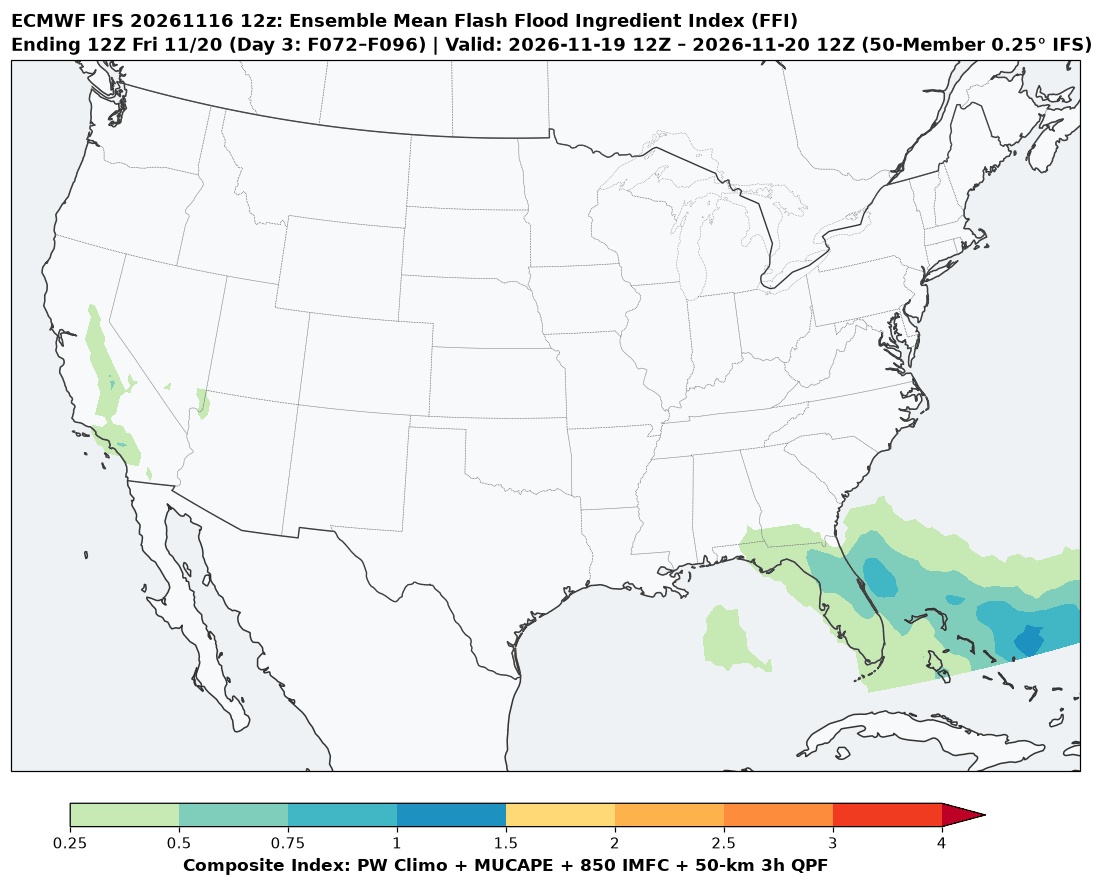 ECMWF IFS 20261116 12z: Ensemble Mean Flash Flood Ingredient Index (FFI)
Ending 12Z Fri 11/20 (Day 3: F072–F096) | Valid: 2026-11-19 12Z – 2026-11-20 12Z (50-Member 0.25° IFS)
0.25 0.5 0.75 1 1.5 2 2.5 3 4
Composite Index: PW Climo + MUCAPE + 850 IMFC + 50-km 3h QPF